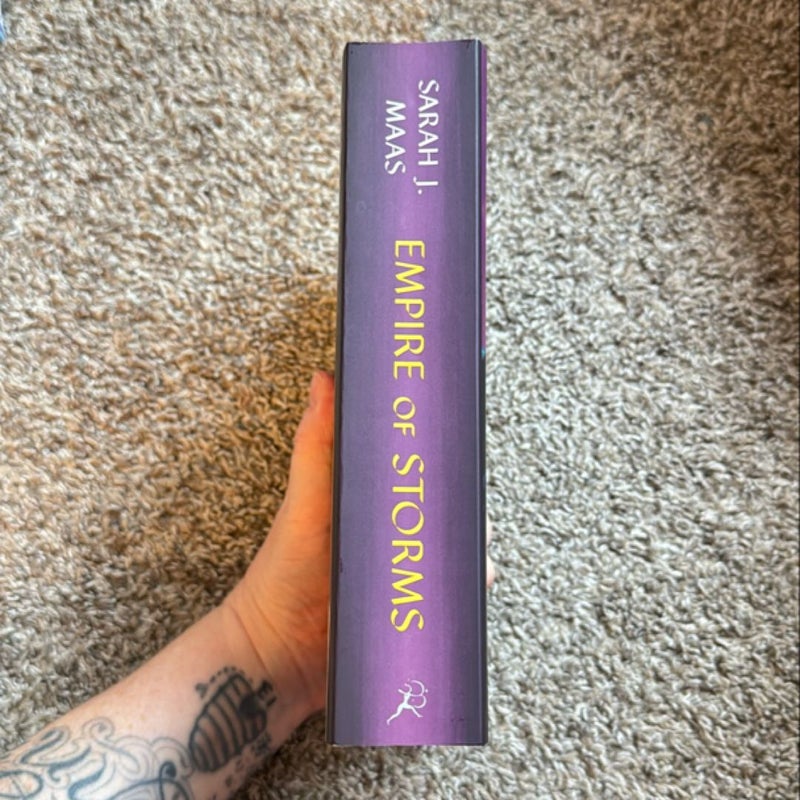 SARAH J.
MAAS
EMPIRE OF STORMS